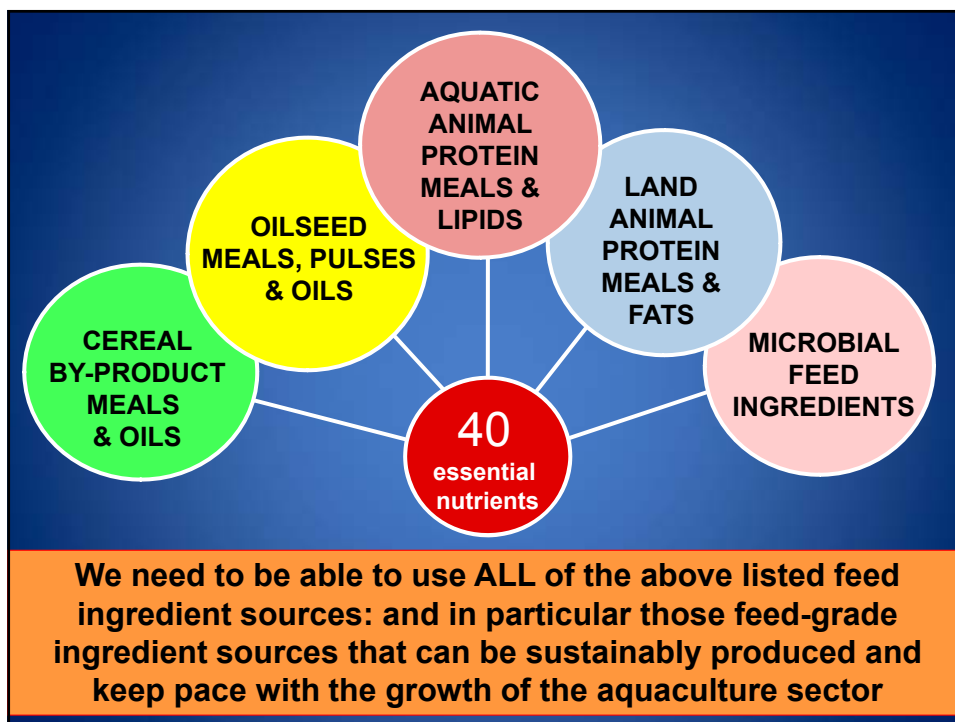 AQUATIC
ANIMAL
PROTEIN
MEALS &
LIPIDS
OILSEED
MEALS, PULSES
& OILS
LAND
ANIMAL
PROTEIN
MEALS &
FATS
CEREAL
BY-PRODUCT
MEALS
& OILS
MICROBIAL
FEED
INGREDIENTS
40
essential
nutrients
We need to be able to use ALL of the above listed feed
ingredient sources: and in particular those feed-grade
ingredient sources that can be sustainably produced and
keep pace with the growth of the aquaculture sector